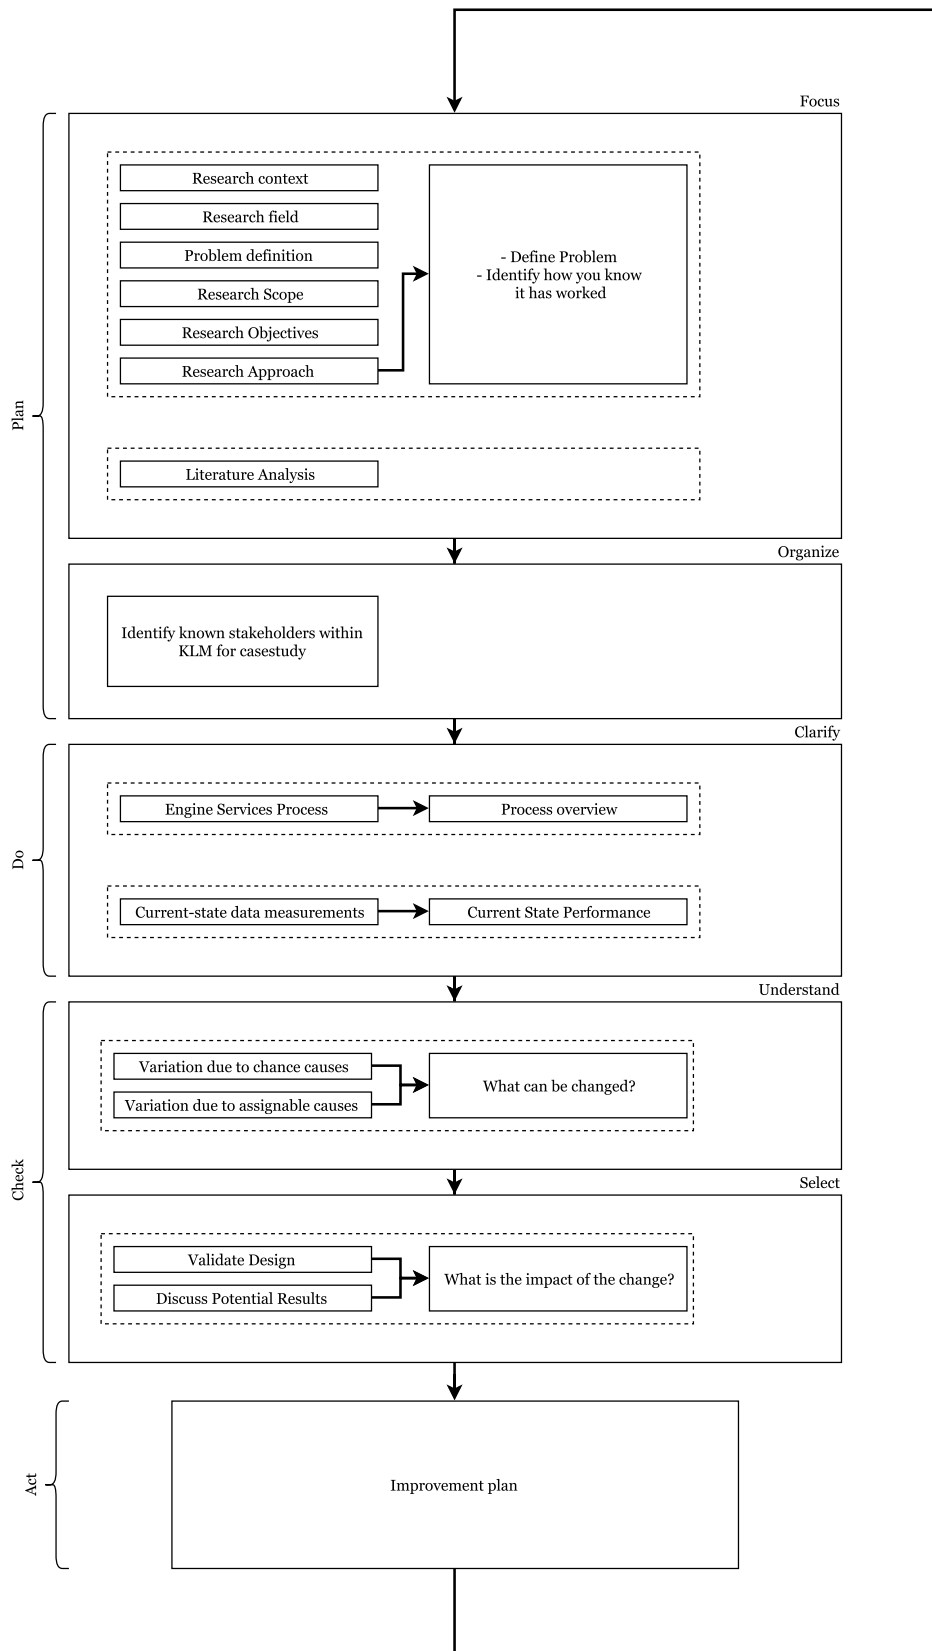 Focus
Research context
Research field
Problem definition
Research Scope
Research Objectives
Research Approach
- Define Problem
- Identify how you know
it has worked
Plan
Literature Analysis
Organize
Identify known stakeholders within
KLM for casestudy
Clarify
Engine Services Process
Process overview
Do
Current-state data measurements
Current State Performance
Understand
Variation due to chance causes
Variation due to assignable causes
What can be changed?
Check
Select
Validate Design
Discuss Potential Results
What is the impact of the change?
Act
Improvement plan